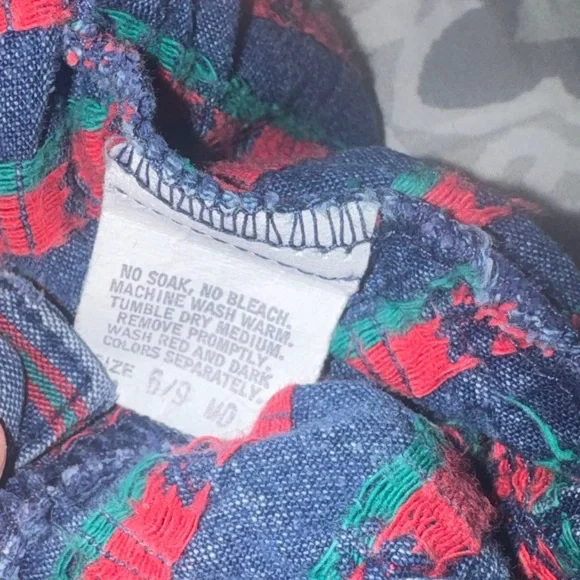 NO SOAK, NO BLEACH.
MACHINE WASH WARM.
TUMBLE DRY MEDIUM.
REMOVE PROMPTLY
WASH RED AND DARK
COLORS SEPARATELY.
SIZE 6/9 MO